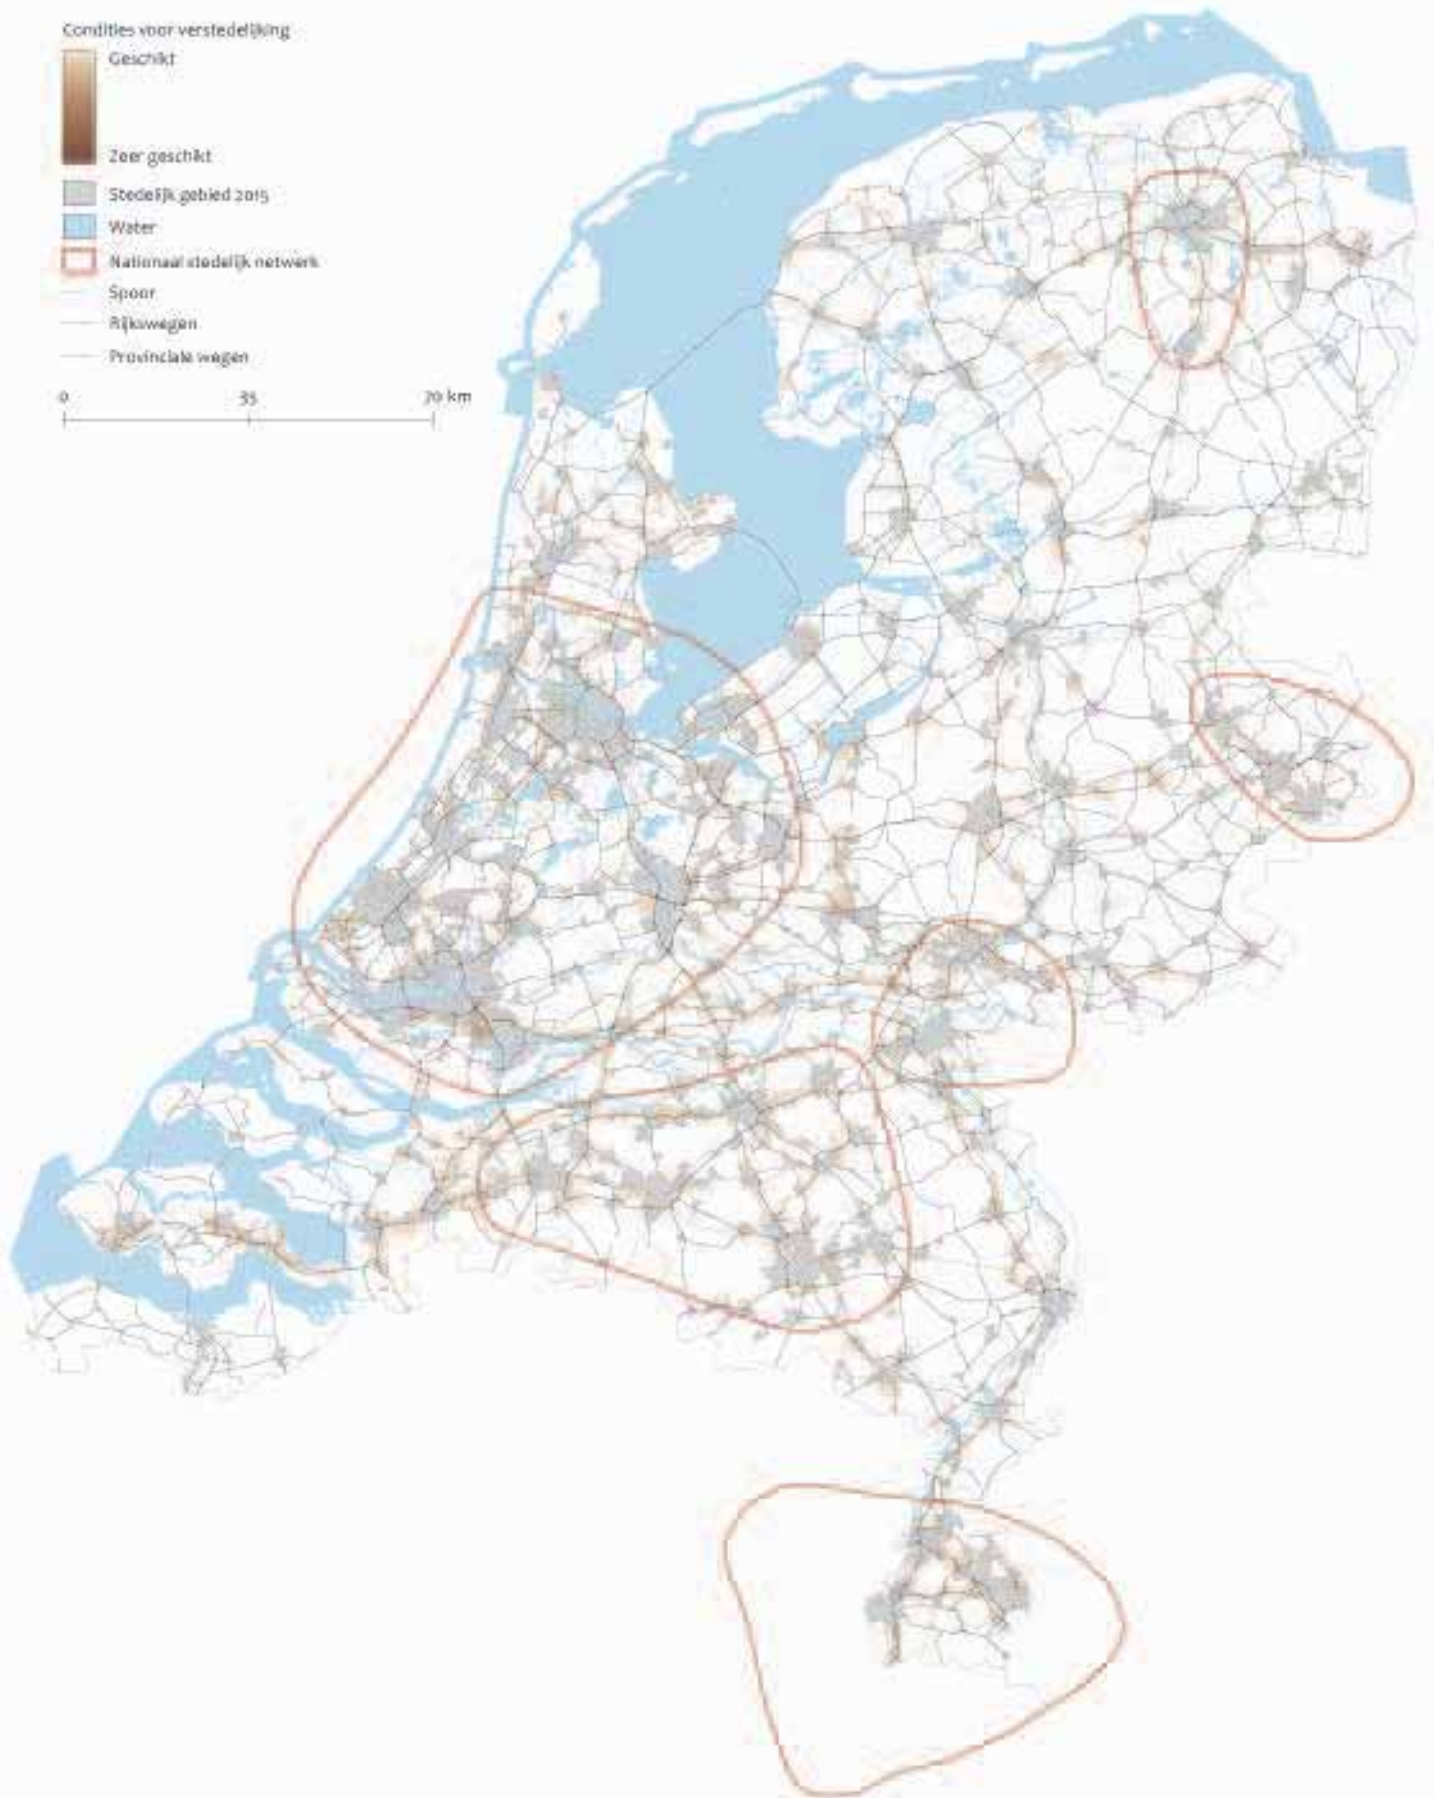 Condities voor verstedelijking
Geschikt
Zeer geschikt
Stedelijk gebied 2015
Water
Nationaal stedelijk netwerk
Spoor
Rijkswegen
Provinciale wegen
0 35 70 km